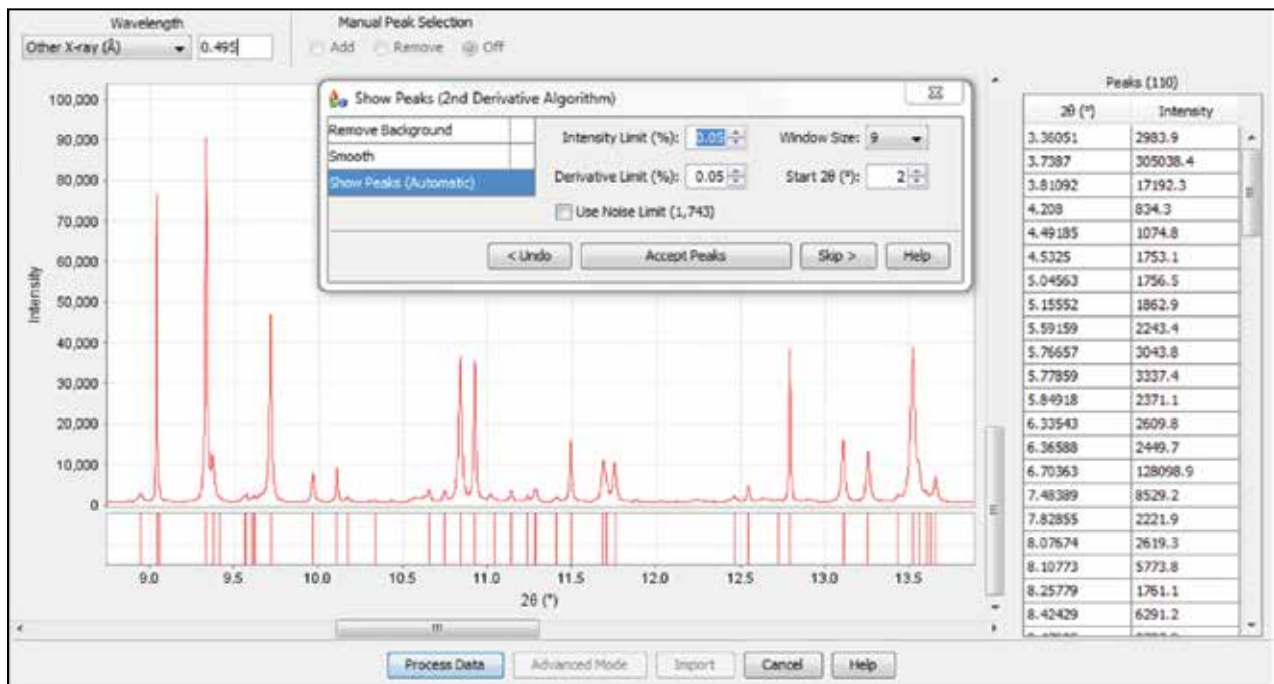 Wavelength
Manual Peak Selection
Other X-ray (Å)
0.495
Add
Remove
Off
Show Peaks (2nd Derivative Algorithm)
Remove Background
Smooth
Show Peaks (Automatic)
Intensity Limit (%):
0.05
Window Size:
9
Derivative Limit (%):
0.05
Start 2θ (°):
2
Use Noise Limit (1,743)
< Undo
Accept Peaks
Skip >
Help
Intensity
100,000
90,000
80,000
70,000
60,000
50,000
40,000
30,000
20,000
10,000
0
9.0 9.5 10.0 10.5 11.0 11.5 12.0 12.5 13.0 13.5
2θ (°)
Peaks (110)
2θ (°) Intensity
3.36051 2983.9
3.7387 305038.4
3.81092 17192.3
4.208 834.3
4.49185 1074.8
4.5325 1753.1
5.04563 1756.5
5.15552 1862.9
5.59159 2243.4
5.76657 3043.8
5.77859 3337.4
5.84918 2371.1
6.33543 2609.8
6.36588 2449.7
6.70363 128098.9
7.48389 8529.2
7.82855 2221.9
8.07674 2619.3
8.10773 5773.8
8.25779 1761.1
8.42429 6291.2
Process Data
Advanced Mode
Import
Cancel
Help